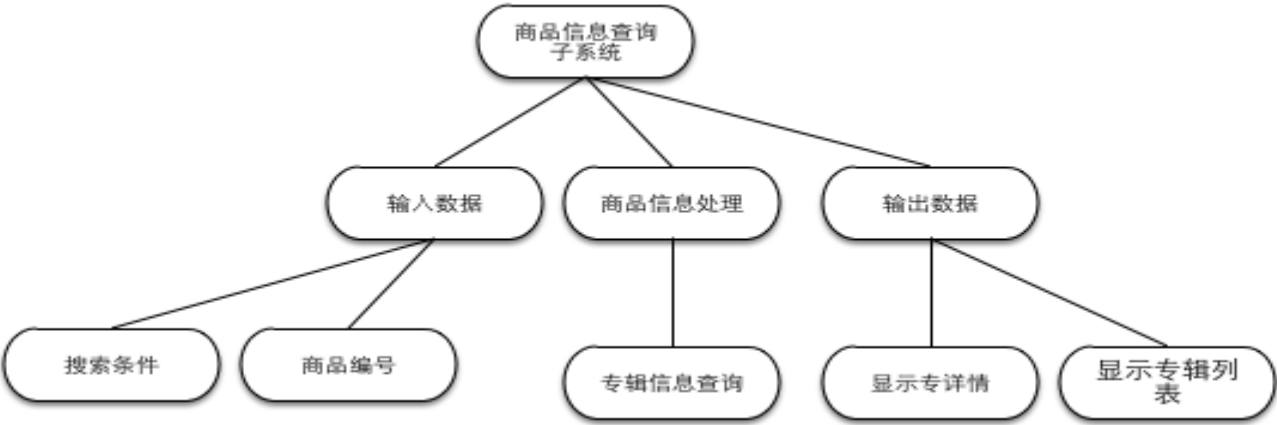 商品信息查询
子系统
输入数据
商品信息处理
输出数据
搜索条件
商品编号
专辑信息查询
显示专详情
显示专辑列
表